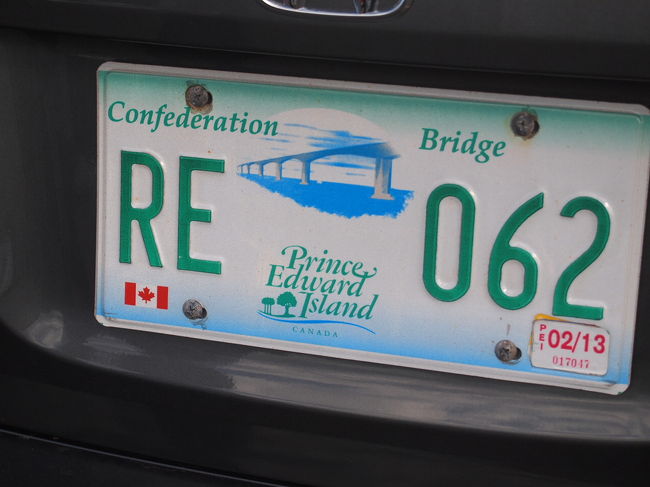 Confederation Bridge
RE 062
Prince
Edward
Island
CANADA
PEI 02/13
017047